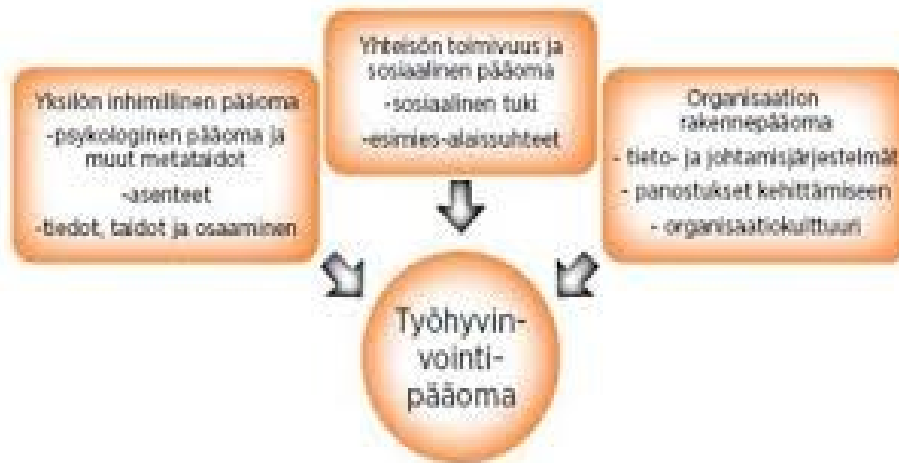 Yksilön inhimillinen pääoma
-psykologinen pääoma ja
muut metataidot
-asenteet
-tiedot, taidot ja osaaminen
Yhteisön toimivuus ja
sosiaalinen pääoma
-sosiaalinen tuki
-esimies-alaissuhteet
Organisaation
rakennepääoma
- tieto- ja johtamisjärjestelmät
- panostukset kehittämiseen
- organisaatiokulttuuri
Työhyvin-
vointi-
pääoma